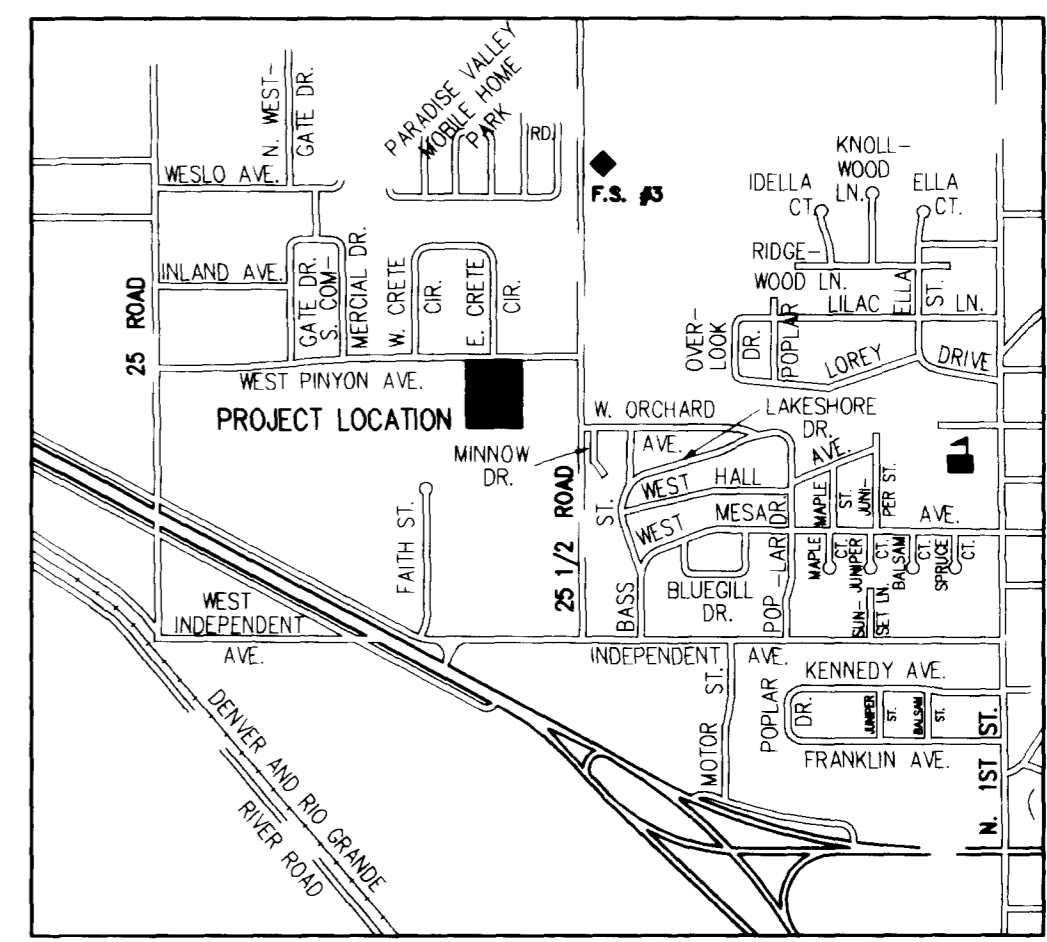 N. WEST-
GATE DR.
PARADISE VALLEY
MOBILE HOME
PARK
RD.
WESLO AVE.
F.S. #3
KNOLL-
WOOD
LN.
IDELLA
CT.
ELLA
CT.
RIDGE-
WOOD LN.
INLAND AVE.
GATE DR.
S. COM-
MERCIAL DR.
W. CRETE
CIR.
E. CRETE
CIR.
25 ROAD
OVER-
LOOK
DR.
POPLAR
LILAC
LN.
ELLA
ST.
LOREY
DRIVE
WEST PINYON AVE.
PROJECT LOCATION
W. ORCHARD
AVE.
LAKESHORE
DR.
MINNOW
DR.
WEST HALL
AVE.
WEST MESA
AVE.
25 1/2 ROAD
BASS
ST.
BLUEGILL
DR.
POP-LAR DR.
MAPLE
ST.
JUNI-
PER ST.
MAPLE
CT.
JUNIPER
CT.
BALSAM
CT.
SPRUCE
CT.
SUN-
SET LN.
FAITH ST.
WEST
INDEPENDENT
AVE.
INDEPENDENT AVE.
MOTOR ST.
POPLAR
DR.
KENNEDY AVE.
JUNIPER
ST.
BALSAM
ST.
FRANKLIN AVE.
N. 1ST ST.
DENVER AND RIO GRANDE
RIVER ROAD